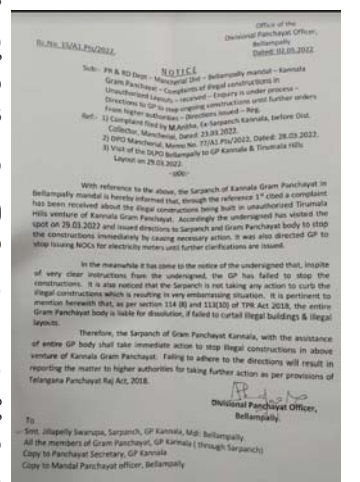 Office of the
Divisional Panchayat Officer,
Bellampally
Rc.No. 15/A1.Pts/2022, Dated: 02.05.2022
NOTICE
Sub:- PR & RD Dept - Mancherial Dist - Bellampally mandal - Kannala
Gram Panchayat - Complaints of illegal constructions in
Unauthorized Layouts, - received - Enquiry is under process -
Directions to GP to stop ongoing constructions until further orders
From higher authorities - Directions issued - Reg.
Ref:- 1) Complaint filed by M.Anitha, Ex-Sarpanch Kannala, before Dist.
Collector, Mancherial, Dated: 23.03.2022.
2) DPO Mancherial, Memo No. 77/A1.Pts/2022, Dated: 28.03.2022.
3) Visit of the DLPO Bellampally to GP Kannala & Tirumala Hills
Layout on 29.03.2022.
With reference to the above, the Sarpanch of Kannala Gram Panchayat in
Bellampally mandal is hereby informed that, through the reference 1st cited a complaint
has been received about the illegal constructions being built in unauthorized Tirumala
Hills venture of Kannala Gram Panchayat. Accordingly the undersigned has visited the
spot on 29.03.2022 and issued directions to Sarpanch and Gram Panchayat body to stop
the constructions immediately by causing necessary action. It was also directed GP to
stop issuing NOCs for electricity meters until further clarifications are issued.
In the meanwhile it has come to the notice of the undersigned that, inspite
of very clear instructions from the undersigned, the GP has failed to stop the
constructions. It is also noticed that the Sarpanch is not taking any action to curb the
illegal constructions which is resulting in very embarrassing situation. It is pertinent to
mention herewith that, as per section 114 (8) and 113(10) of TPR Act 2018, the entire
Gram Panchayat body is liable for dissolution, if failed to curtail illegal buildings & illegal
layouts.
Therefore, the Sarpanch of Gram Panchayat Kannala, with the assistance
of entire GP body shall take immediate action to stop illegal constructions in above
venture of Kannala Gram Panchayat. Failing to adhere to the directions will result in
reporting the matter to higher authorities for taking further action as per provisions of
Telangana Panchayat Raj Act, 2018.
Divisional Panchayat Officer,
Bellampally.
To
Smt. Jillapelly Swarupa, Sarpanch, GP Kannala, Mdl: Bellampally.
All the members of Gram Panchayat, GP Kannala ( through Sarpanch)
Copy to Panchayat Secretary, GP Kannala
Copy to Mandal Panchayat officer, Bellampally